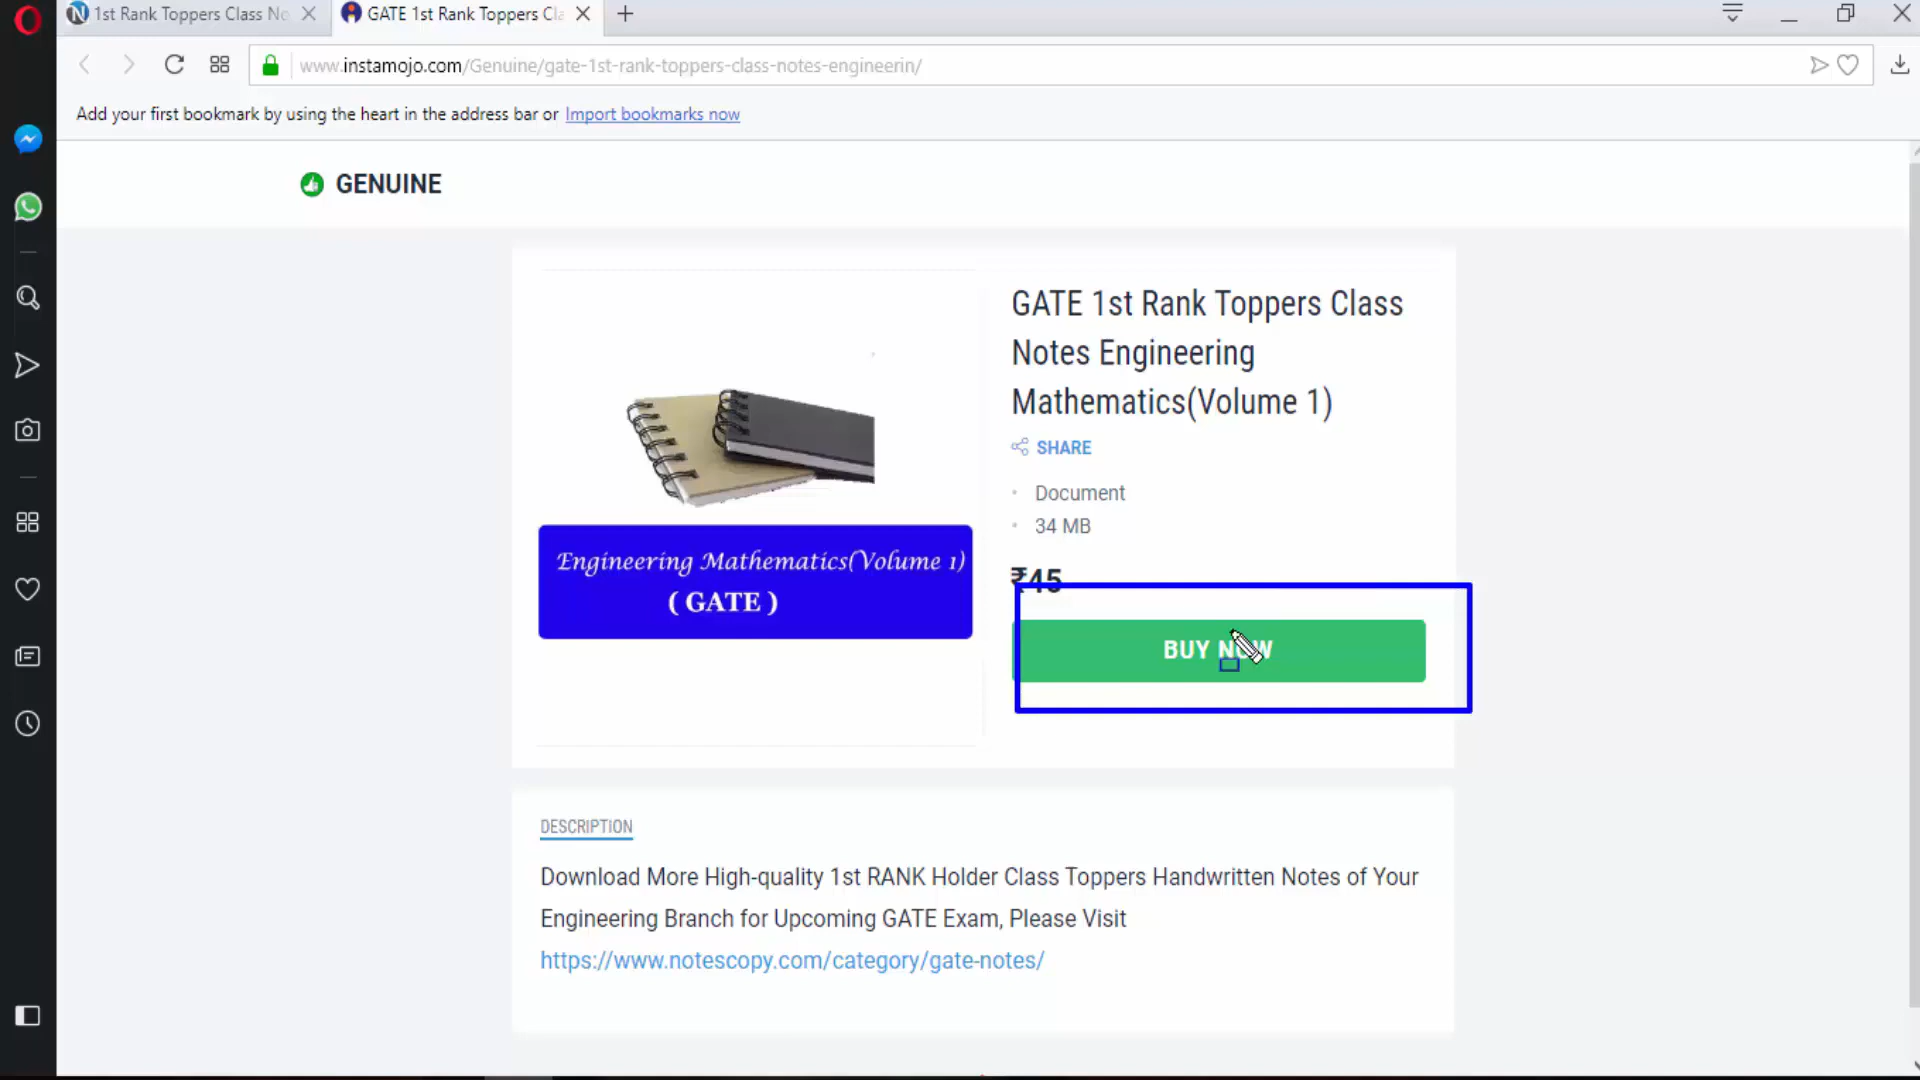 1st Rank Toppers Class No
GATE 1st Rank Toppers Cla
www.instamojo.com/Genuine/gate-1st-rank-toppers-class-notes-engineerin/
Add your first bookmark by using the heart in the address bar or Import bookmarks now
GENUINE
Engineering Mathematics(Volume 1)
( GATE )
GATE 1st Rank Toppers Class
Notes Engineering
Mathematics(Volume 1)
SHARE
Document
34 MB
₹45
BUY NOW
DESCRIPTION
Download More High-quality 1st RANK Holder Class Toppers Handwritten Notes of Your
Engineering Branch for Upcoming GATE Exam, Please Visit
https://www.notescopy.com/category/gate-notes/